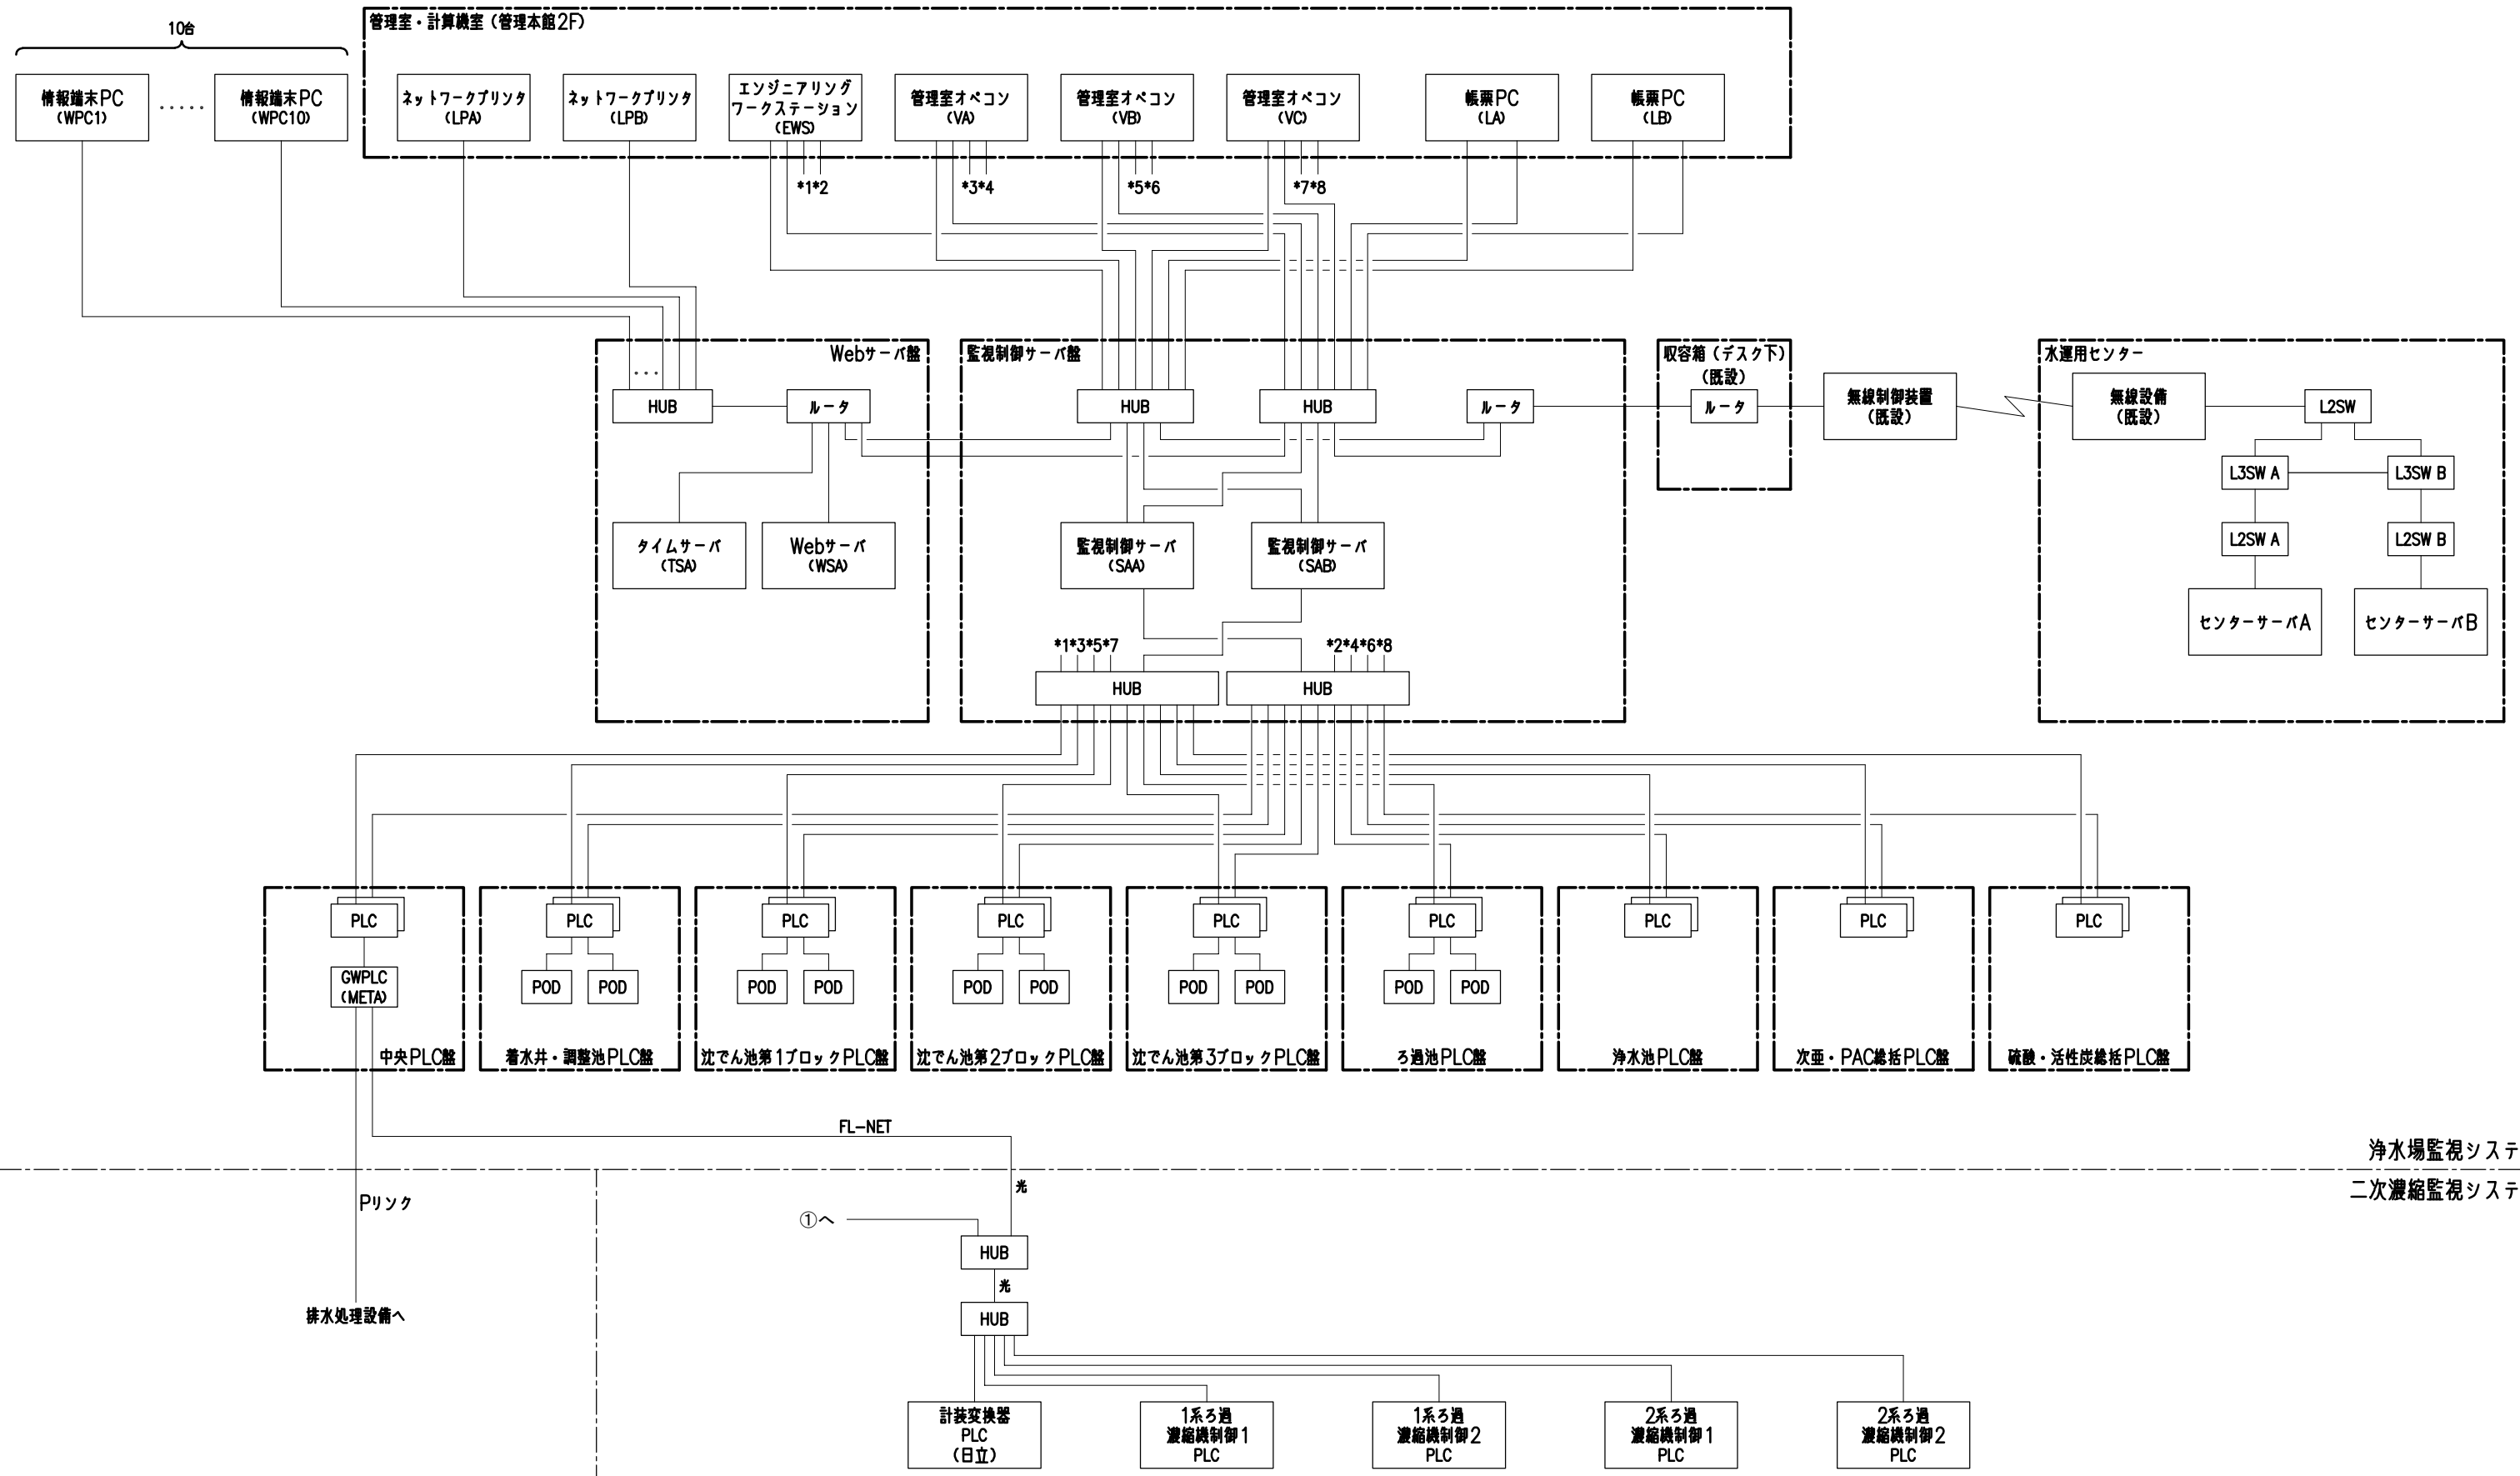 10台
管理室・計算機室（管理本館2F）
情報端末PC
（WPC1）
・・・・・
情報端末PC
（WPC10）
ネットワークプリンタ
（LPA）
ネットワークプリンタ
（LPB）
エンジニアリング
ワークステーション
（EWS）
管理室オペコン
（VA）
管理室オペコン
（VB）
管理室オペコン
（VC）
帳票PC
（LA）
帳票PC
（LB）
*1*2
*3*4
*5*6
*7*8
Webサーバ盤
監視制御サーバ盤
収容箱（デスク下）
（既設）
水運用センター
・・・
HUB
ルータ
HUB
HUB
ルータ
ルータ
無線制御装置
（既設）
無線設備
（既設）
L2SW
L3SW A
L3SW B
タイムサーバ
（TSA）
Webサーバ
（WSA）
監視制御サーバ
（SAA）
監視制御サーバ
（SAB）
L2SW A
L2SW B
センターサーバA
センターサーバB
*1*3*5*7
*2*4*6*8
HUB
HUB
PLC
PLC
PLC
PLC
PLC
PLC
PLC
PLC
PLC
GWPLC
（META）
POD
POD
POD
POD
POD
POD
POD
POD
POD
POD
中央PLC盤
着水井・調整池PLC盤
沈でん池第1ブロックPLC盤
沈でん池第2ブロックPLC盤
沈でん池第3ブロックPLC盤
ろ過池PLC盤
浄水池PLC盤
次亜・PAC総括PLC盤
硫酸・活性炭総括PLC盤
FL-NET
浄水場監視システ
二次濃縮監視システ
Pリンク
光
①へ
HUB
光
HUB
排水処理設備へ
計装変換器
PLC
（日立）
1系ろ過
濃縮機制御1
PLC
1系ろ過
濃縮機制御2
PLC
2系ろ過
濃縮機制御1
PLC
2系ろ過
濃縮機制御2
PLC